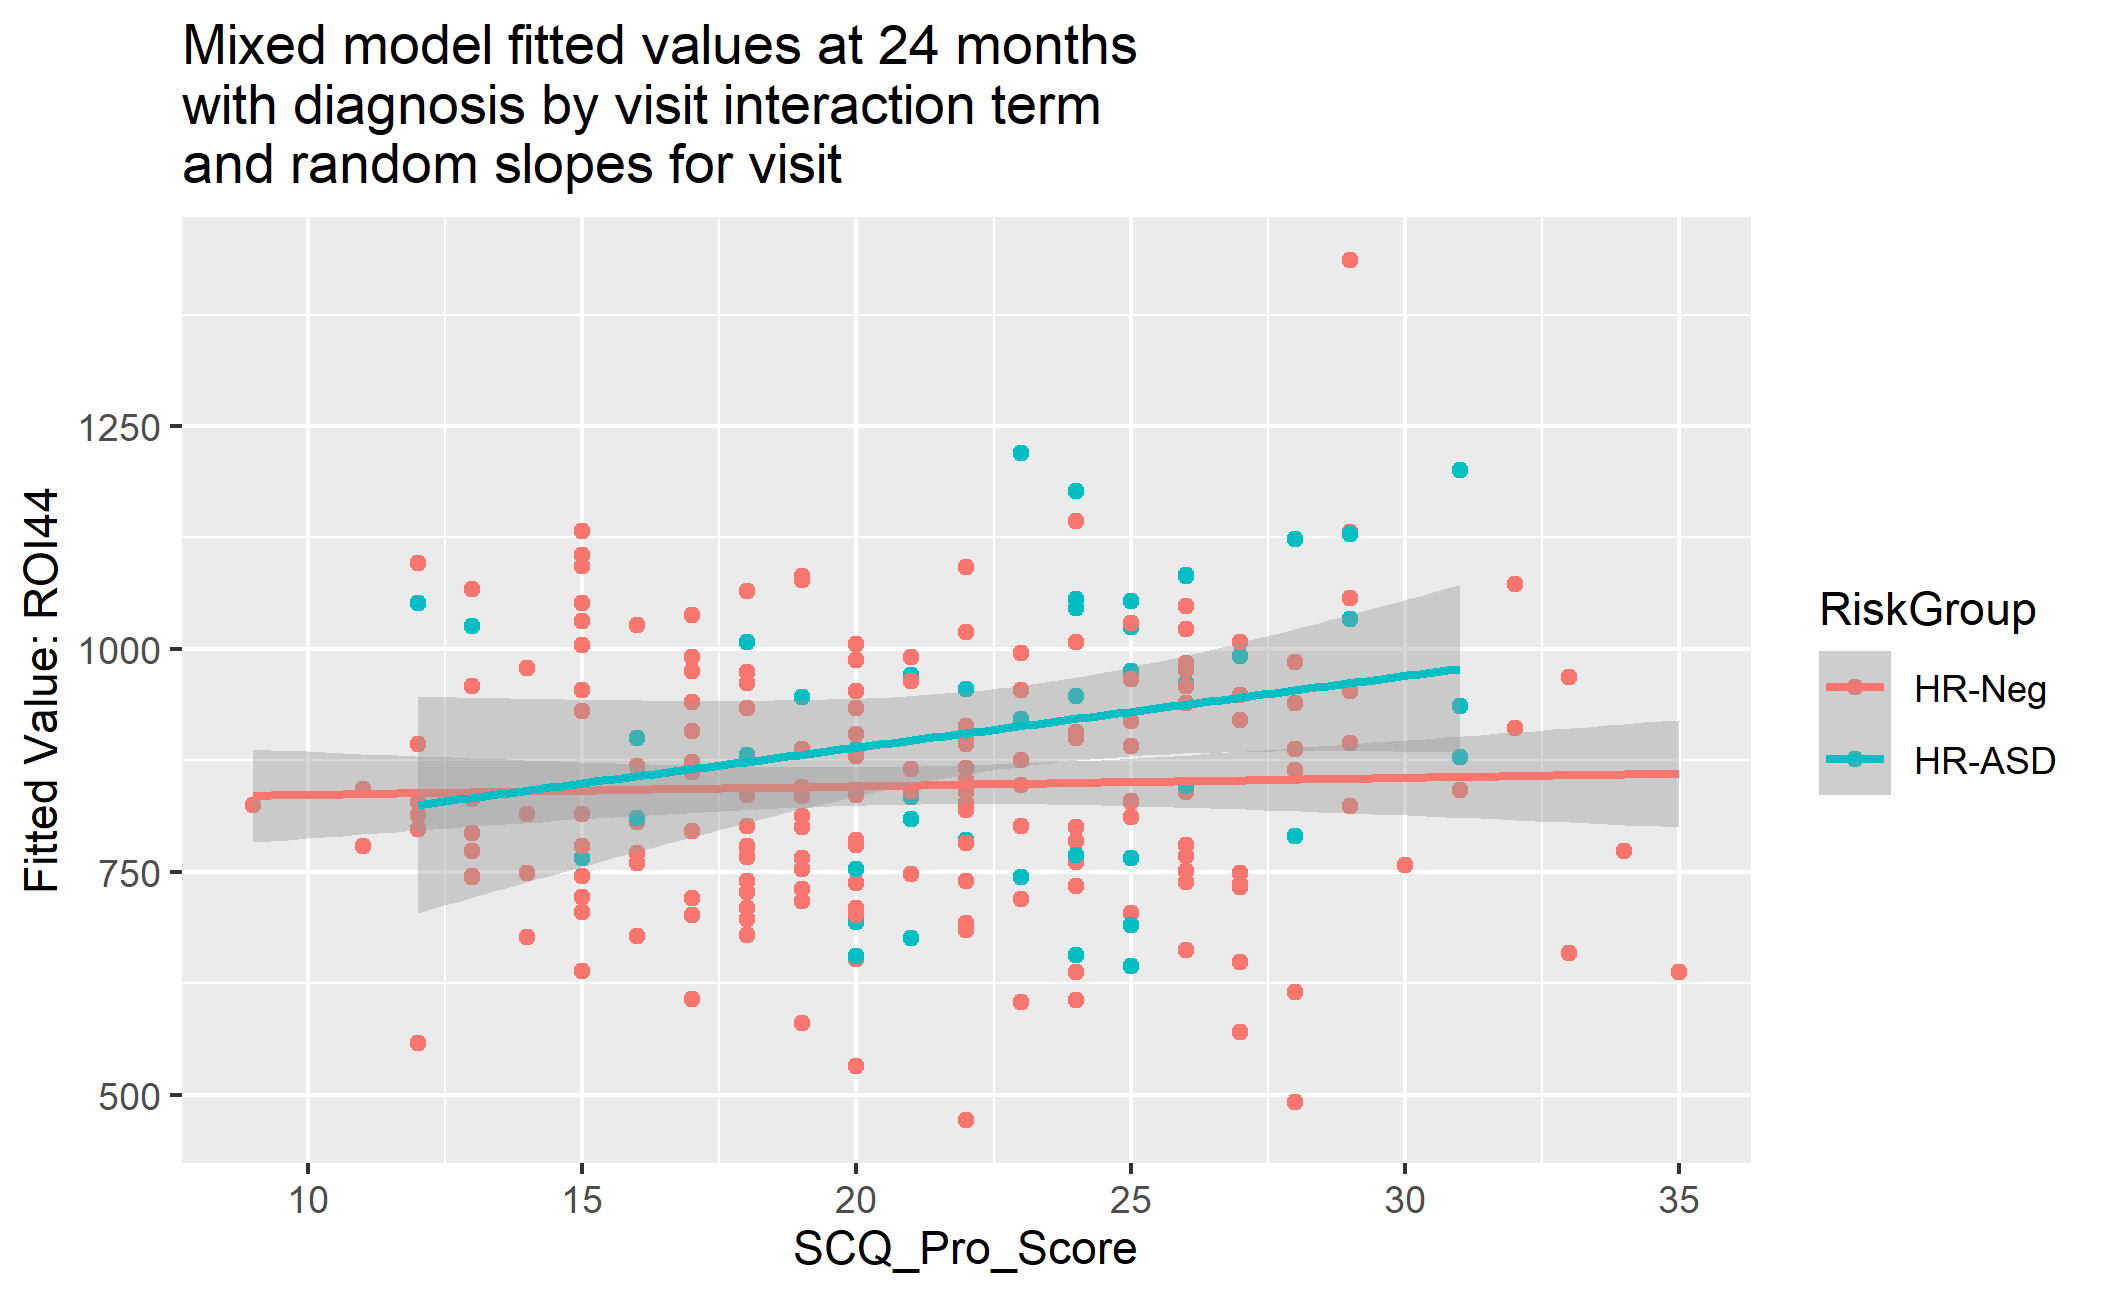 Mixed model fitted values at 24 months
with diagnosis by visit interaction term
and random slopes for visit
Fitted Value: ROI44
1250
1000
750
500
10 15 20 25 30 35
SCQ_Pro_Score
RiskGroup
HR-Neg
HR-ASD